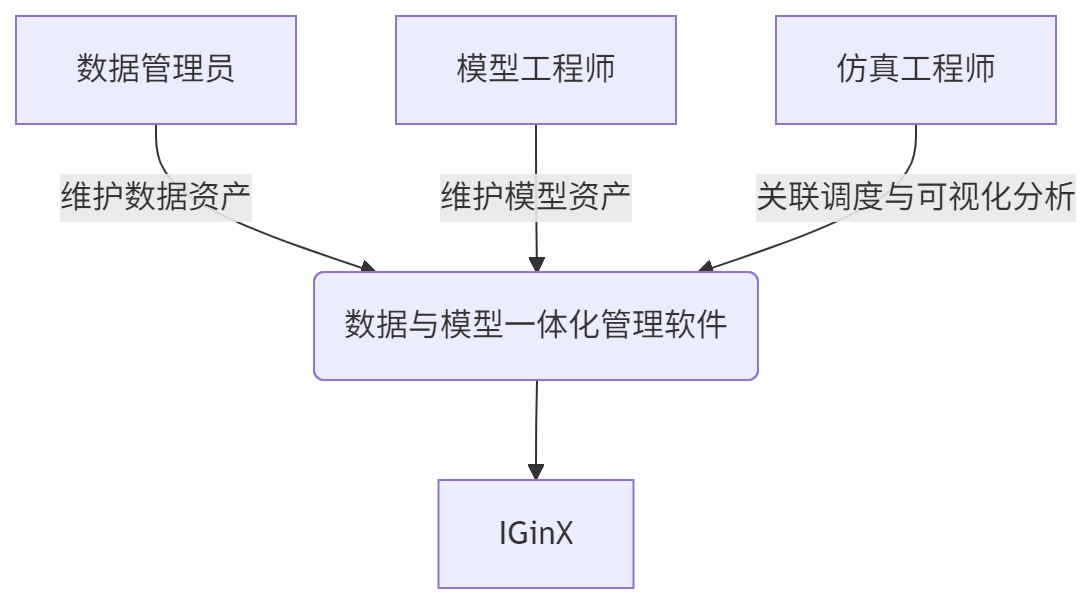 数据管理员
模型工程师
仿真工程师
维护数据资产
维护模型资产
关联调度与可视化分析
数据与模型一体化管理软件
IGinX